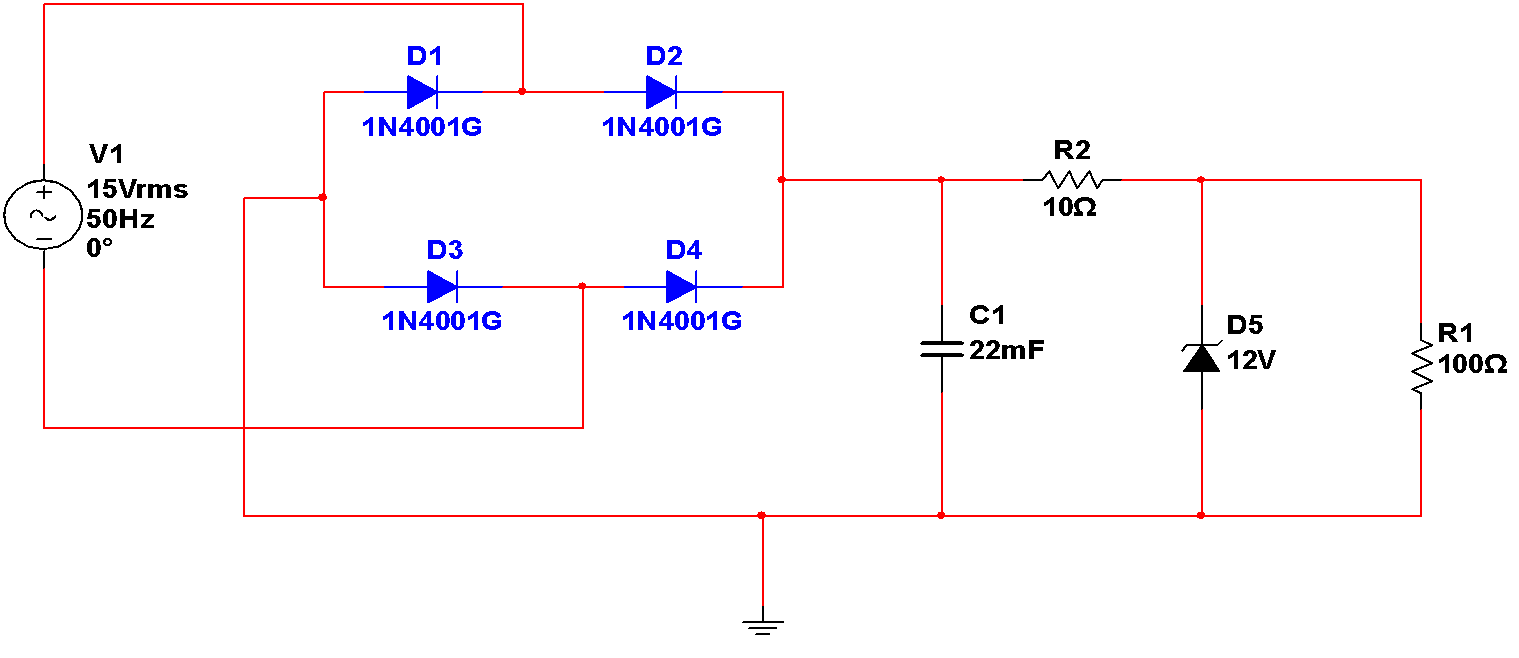 D1
1N4001G
D2
1N4001G
V1
15Vrms
50Hz
0°
D3
1N4001G
D4
1N4001G
R2
10Ω
C1
22mF
D5
12V
R1
100Ω